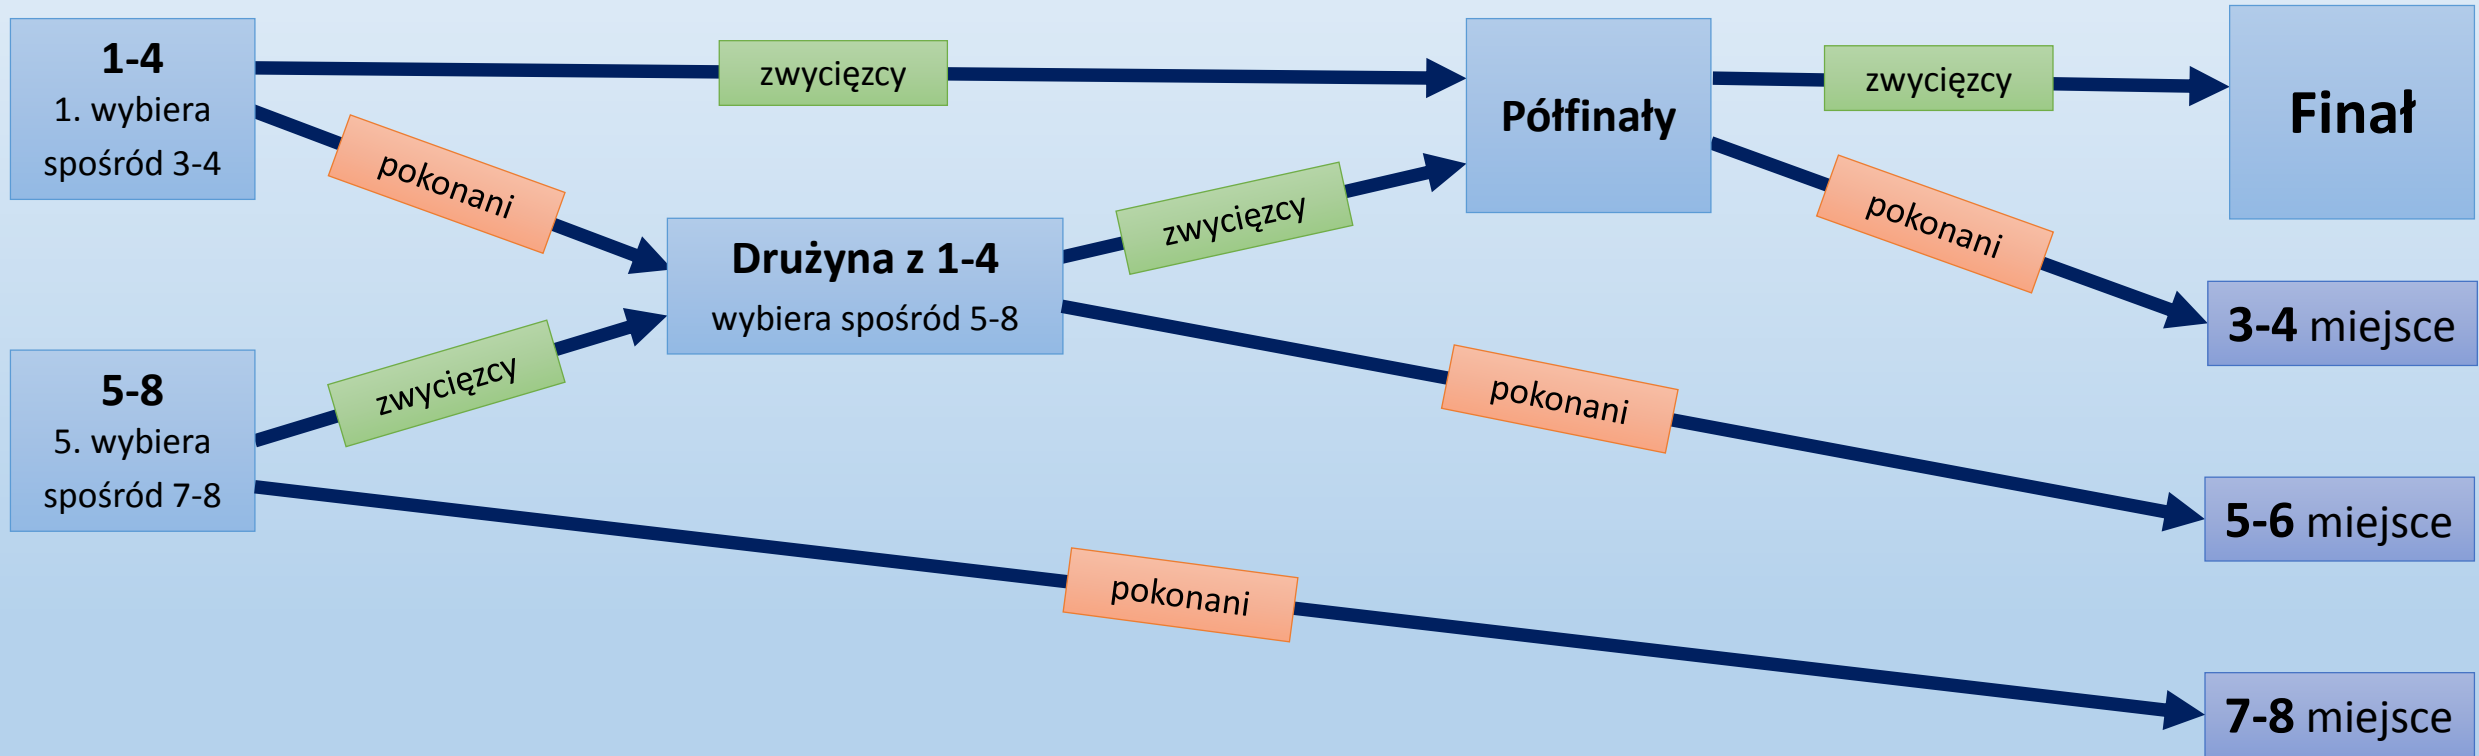 1-4
1. wybiera
spośród 3-4
zwycięzcy
pokonani
Półfinały
zwycięzcy
Finał
pokonani
Drużyna z 1-4
wybiera spośród 5-8
zwycięzcy
3-4 miejsce
5-8
5. wybiera
spośród 7-8
zwycięzcy
pokonani
5-6 miejsce
pokonani
7-8 miejsce